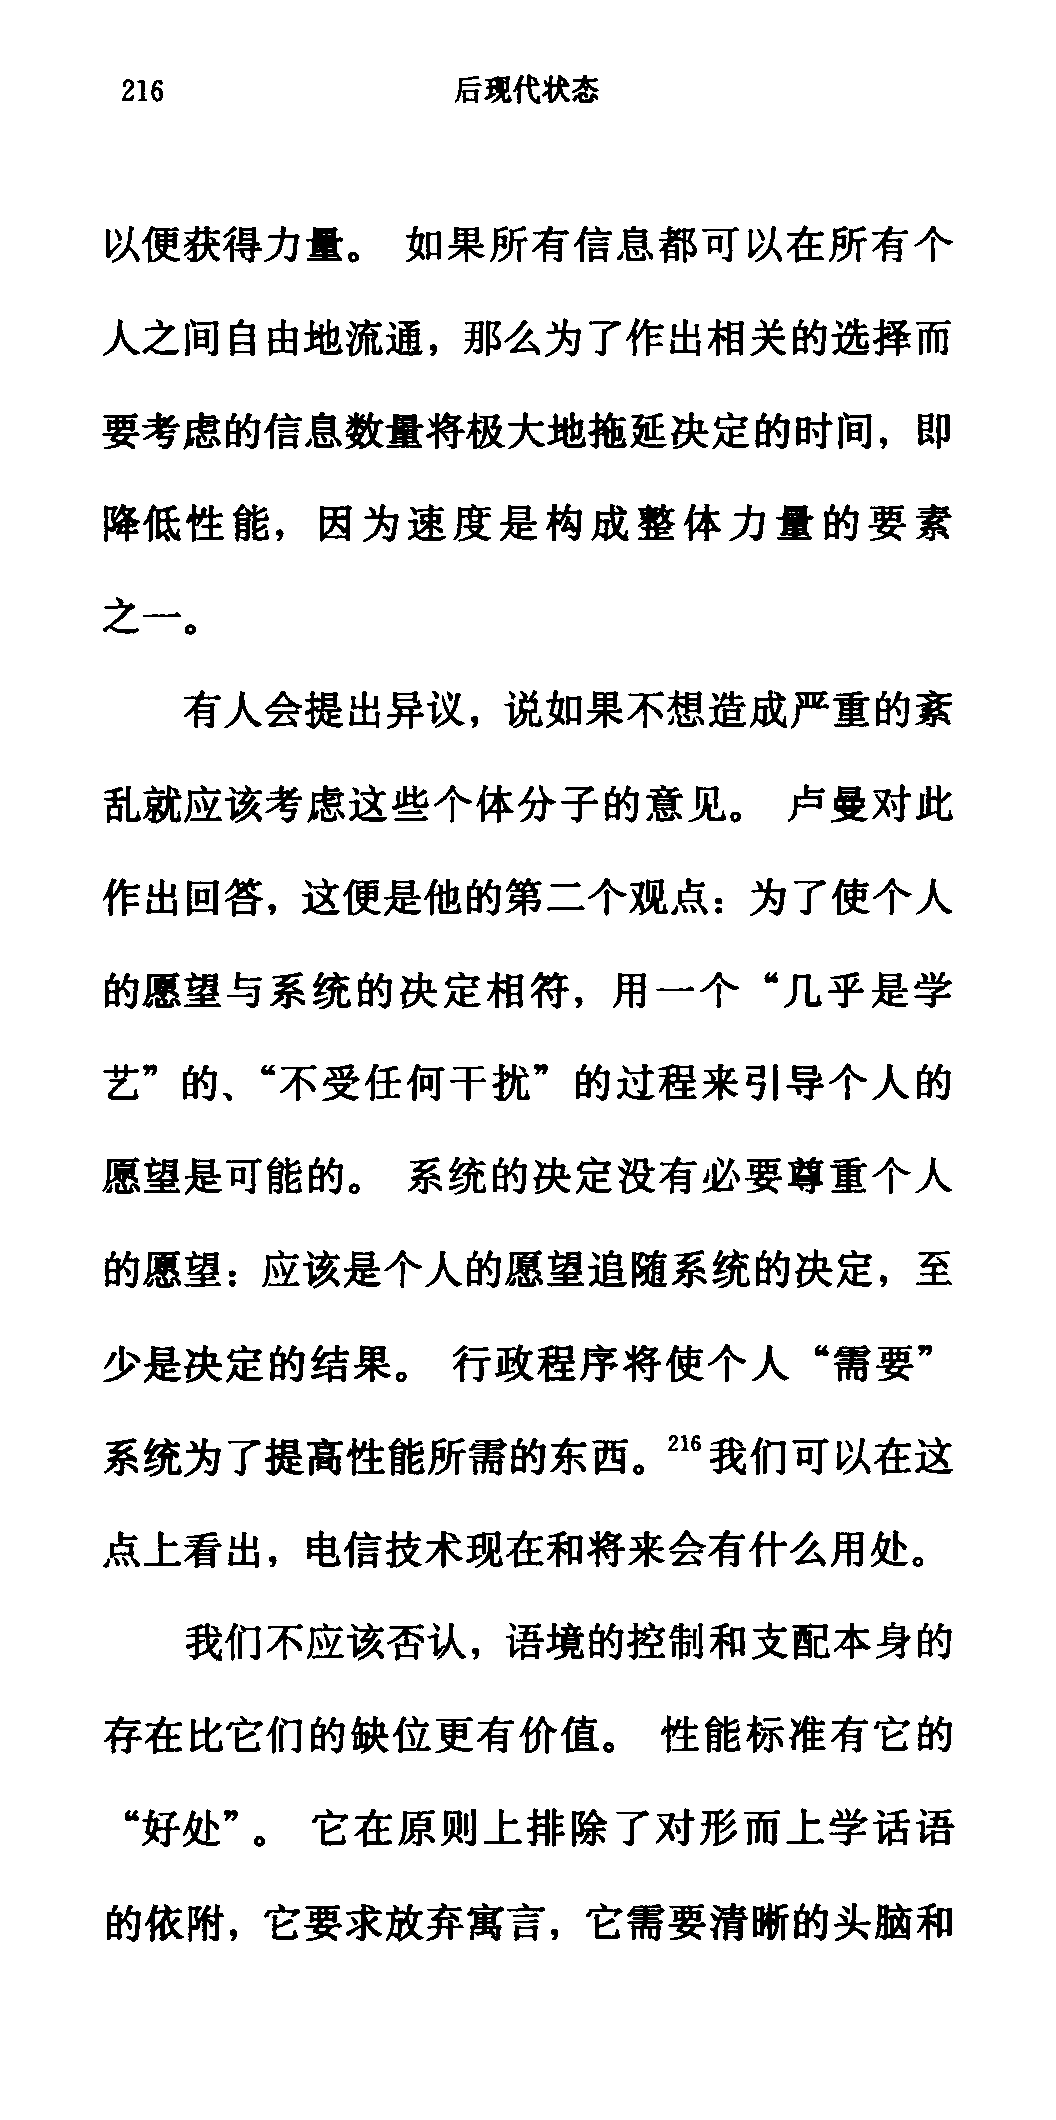 216 后现代状态
以便获得力量。 如果所有信息都可以在所有个
人之间自由地流通，那么为了作出相关的选择而
要考虑的信息数量将极大地拖延决定的时间，即
降低性能，因为速度是构成整体力量的要素
之一。
有人会提出异议，说如果不想造成严重的紊
乱就应该考虑这些个体分子的意见。 卢曼对此
作出回答，这便是他的第二个观点：为了使个人
的愿望与系统的决定相符，用一个“几乎是学
艺”的、“不受任何干扰”的过程来引导个人的
愿望是可能的。 系统的决定没有必要尊重个人
的愿望：应该是个人的愿望追随系统的决定，至
少是决定的结果。 行政程序将使个人“需要”
系统为了提高性能所需的东西。216我们可以在这
点上看出，电信技术现在和将来会有什么用处。
我们不应该否认，语境的控制和支配本身的
存在比它们的缺位更有价值。 性能标准有它的
“好处”。 它在原则上排除了对形而上学话语
的依附，它要求放弃寓言，它需要清晰的头脑和